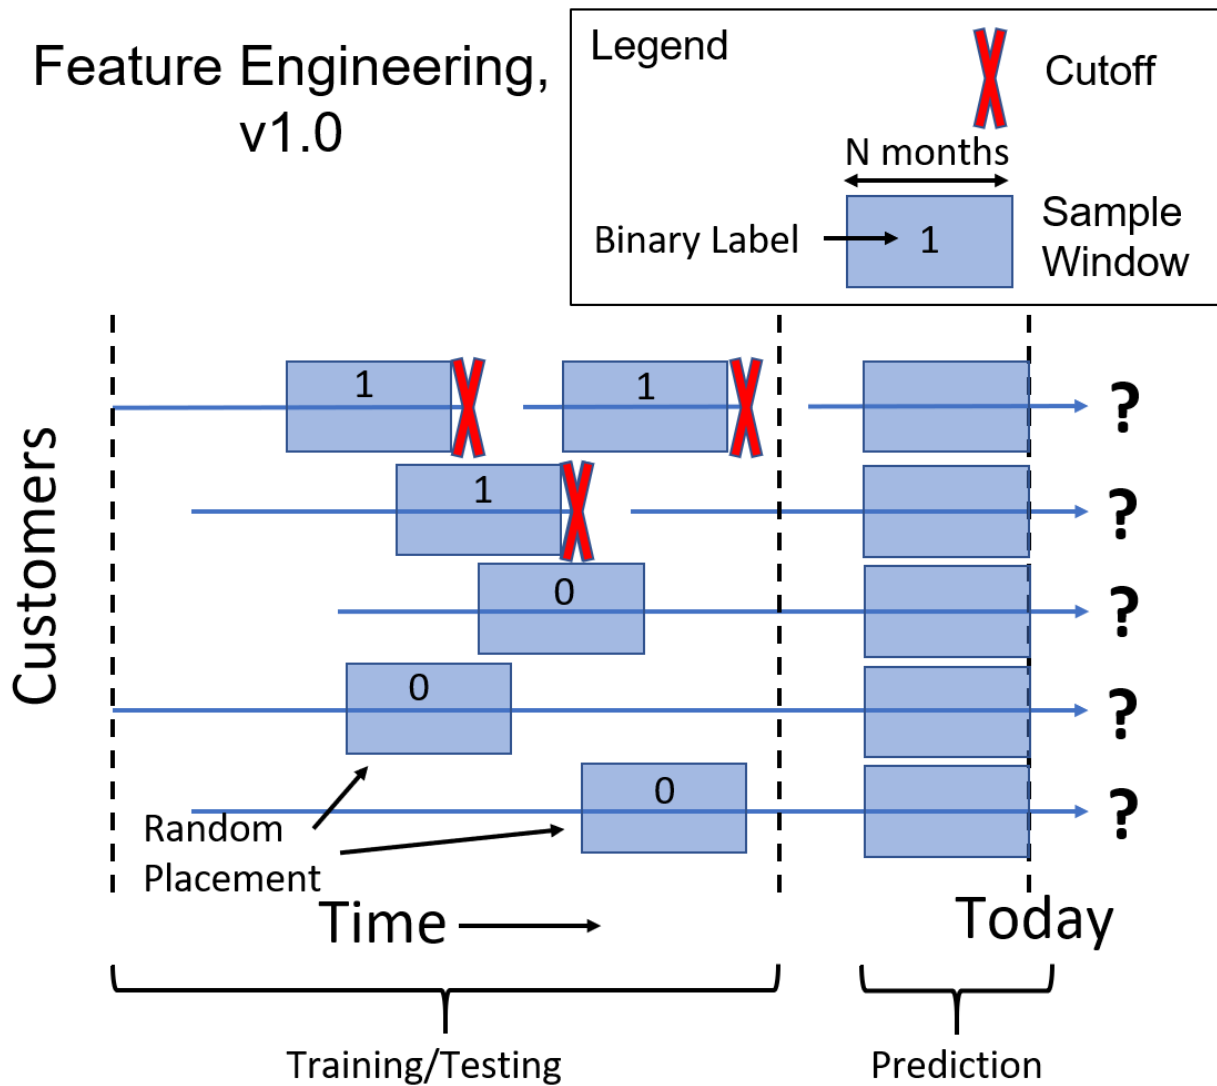 Feature Engineering,
v1.0
Legend
Cutoff
N months
Binary Label
1
Sample
Window
Customers
1
1
?
1
?
0
?
0
?
0
?
Random
Placement
Time
Today
Training/Testing
Prediction